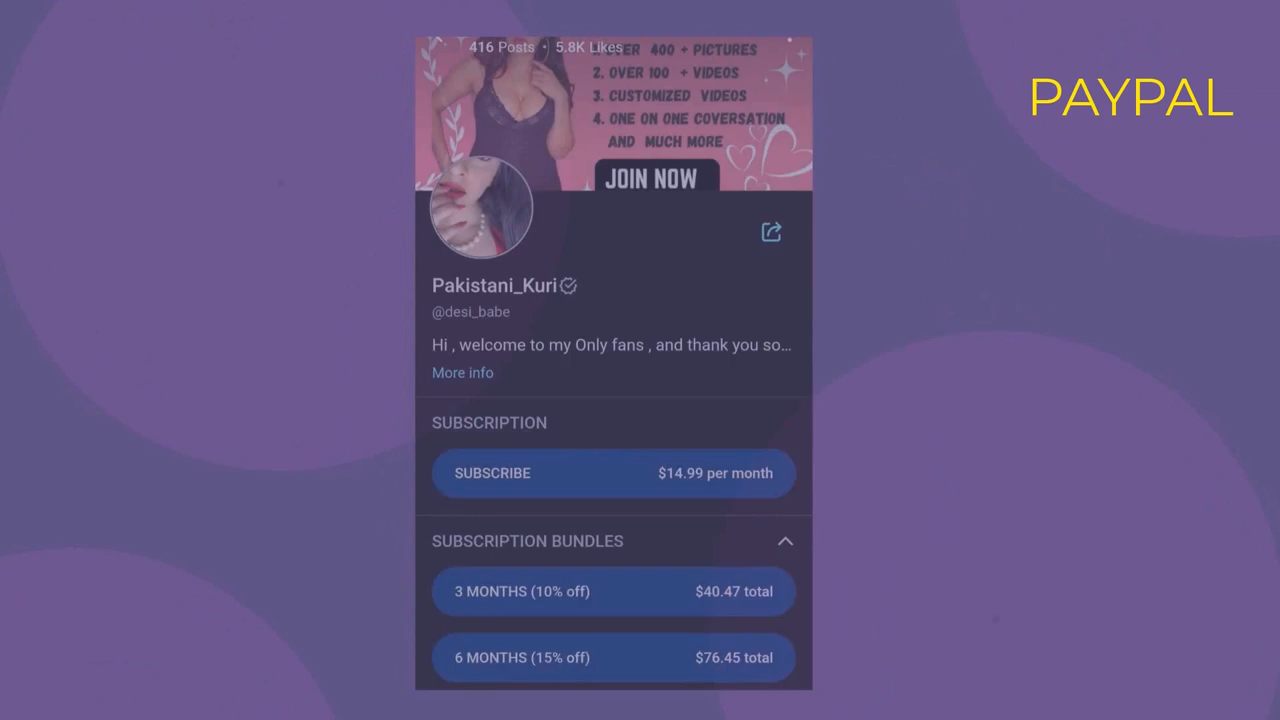 PAYPAL
416 Posts · 5.8K Likes
OVER 400 + PICTURES
2. OVER 100 + VIDEOS
3. CUSTOMIZED VIDEOS
4. ONE ON ONE COVERSATION
AND MUCH MORE
JOIN NOW
Pakistani_Kuri
@desi_babe
Hi , welcome to my Only fans , and thank you so...
More info
SUBSCRIPTION
SUBSCRIBE $14.99 per month
SUBSCRIPTION BUNDLES
3 MONTHS (10% off) $40.47 total
6 MONTHS (15% off) $76.45 total